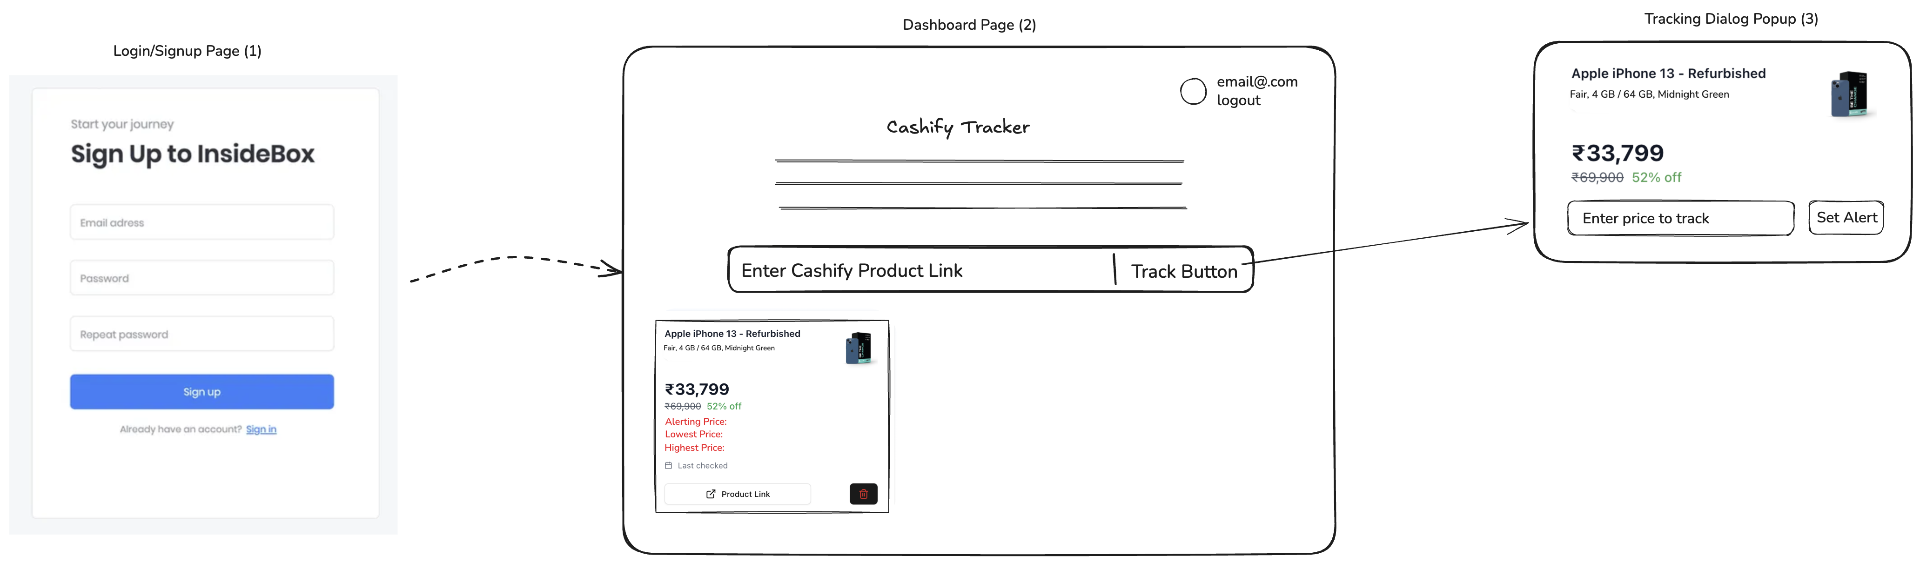 Login/Signup Page (1)
Start your journey
Sign Up to InsideBox
Email adress
Password
Repeat password
Sign up
Already have an account? Sign in
Dashboard Page (2)
email@.com
logout
Cashify Tracker
Enter Cashify Product Link
Track Button
Apple iPhone 13 - Refurbished
Fair, 4 GB / 64 GB, Midnight Green
₹33,799
₹69,900 52% off
Alerting Price:
Lowest Price:
Highest Price:
Last checked
Product Link
Tracking Dialog Popup (3)
Apple iPhone 13 - Refurbished
Fair, 4 GB / 64 GB, Midnight Green
₹33,799
₹69,900 52% off
Enter price to track
Set Alert